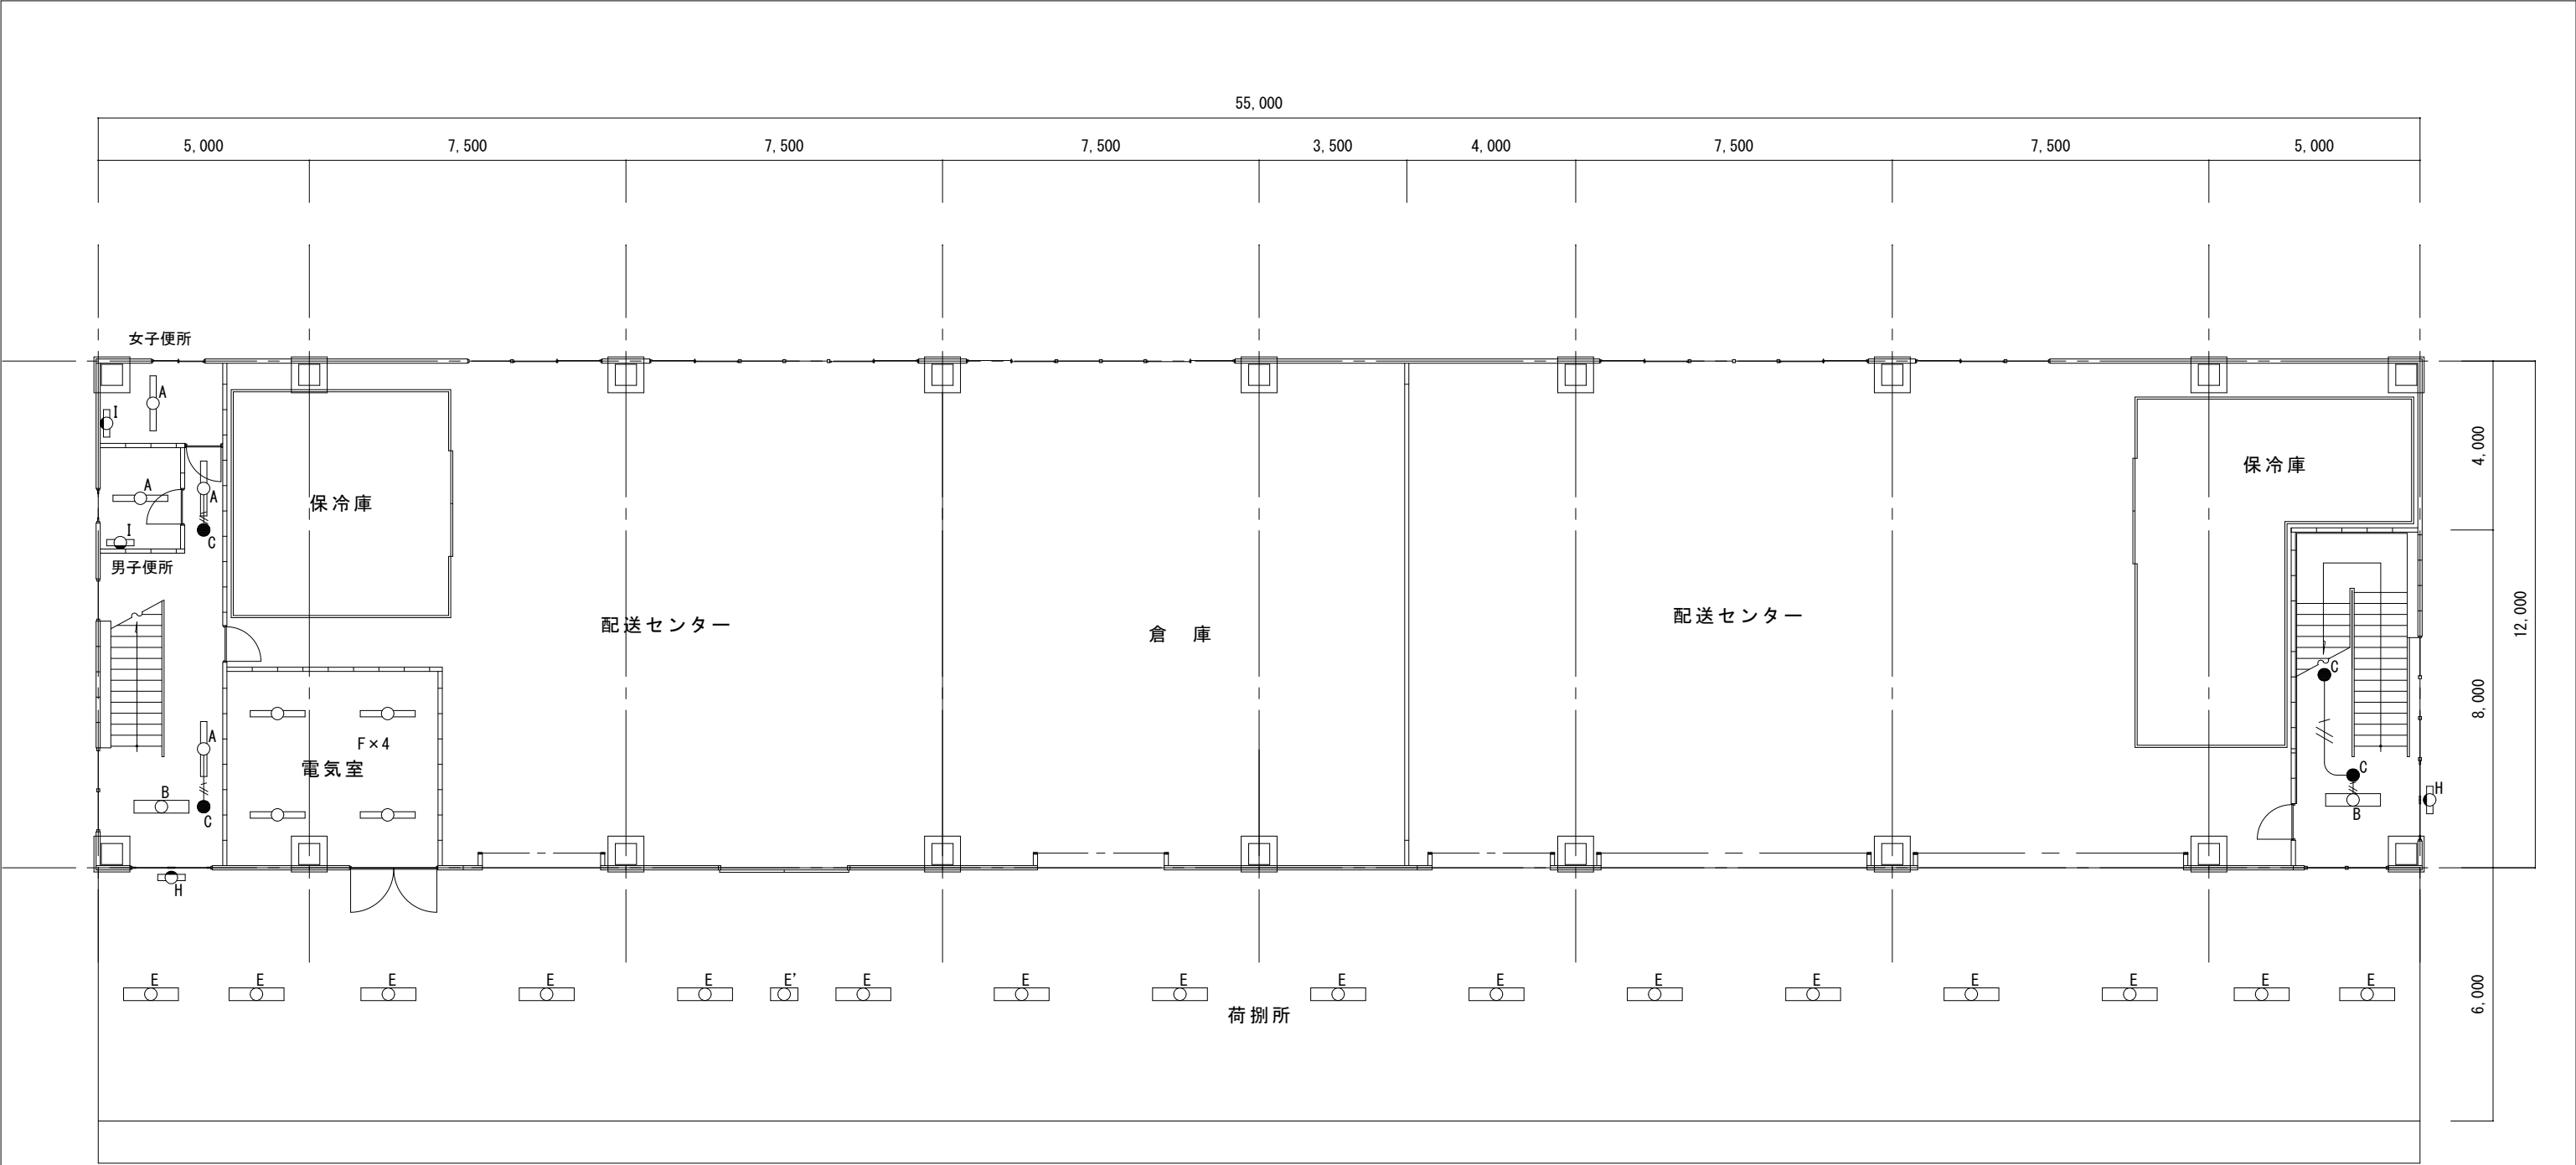 55,000
5,000 7,500 7,500 7,500 3,500 4,000 7,500 7,500 5,000
女子便所
A
I
4,000
保冷庫
A A
保冷庫
I
C
男子便所
12,000
配送センター
配送センター
倉 庫
C
8,000
A
F×4
電気室
C
B
H
C
B
H
E E E E E E' E E E E E E E E E E E
6,000
荷捌所